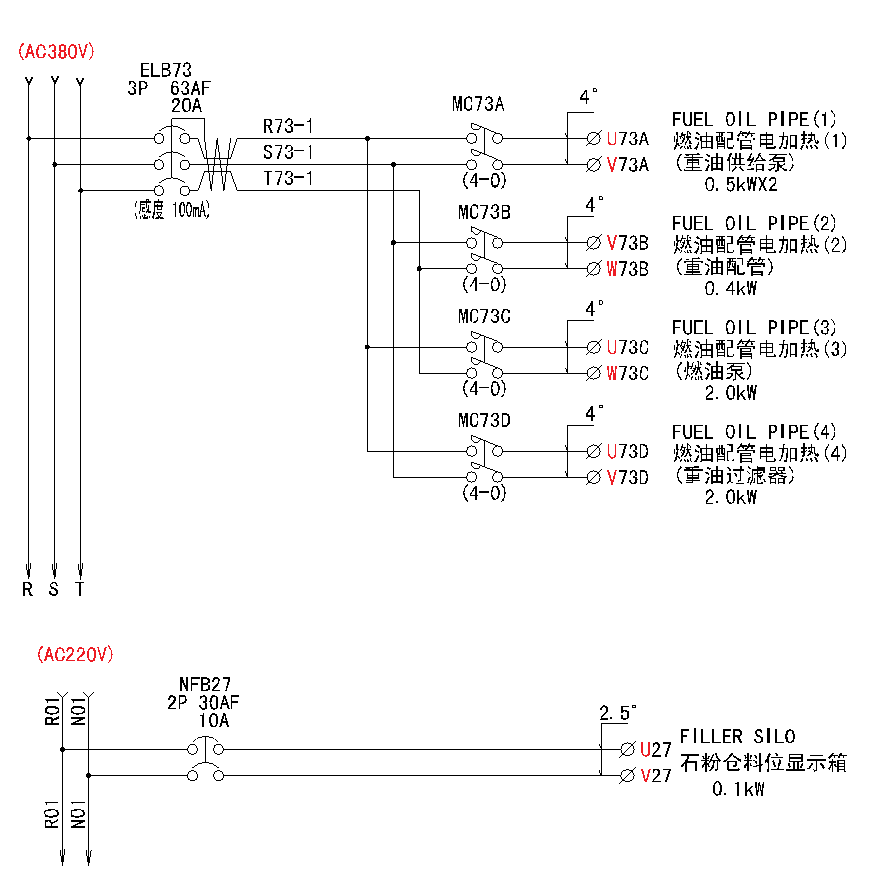 (AC380V)
ELB73
3P 63AF
20A
(感度 100mA)
R73-1
S73-1
T73-1
MC73A
(4-0)
4°
U73A
V73A
FUEL OIL PIPE(1)
燃油配管电加热(1)
(重油供给泵)
0.5kWX2
MC73B
(4-0)
4°
V73B
W73B
FUEL OIL PIPE(2)
燃油配管电加热(2)
(重油配管)
0.4kW
MC73C
(4-0)
4°
U73C
W73C
FUEL OIL PIPE(3)
燃油配管电加热(3)
(燃油泵)
2.0kW
MC73D
(4-0)
4°
U73D
V73D
FUEL OIL PIPE(4)
燃油配管电加热(4)
(重油过滤器)
2.0kW
R S T
(AC220V)
R01
N01
NFB27
2P 30AF
10A
2.5°
U27
V27
FILLER SILO
石粉仓料位显示箱
0.1kW
R01
N01